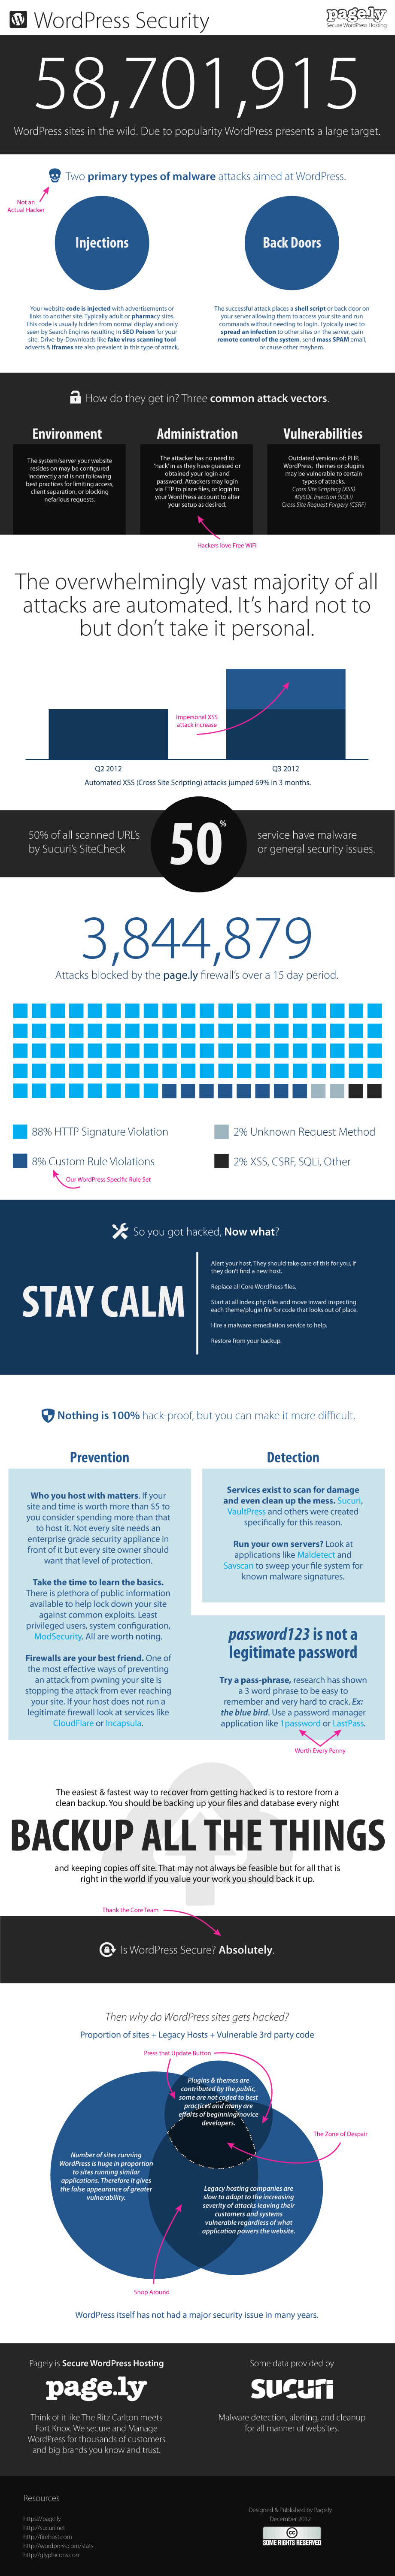 WordPress Security
page.ly
Secure WordPress Hosting
58,701,915
WordPress sites in the wild. Due to popularity WordPress presents a large target.
Two primary types of malware attacks aimed at WordPress.
Not an
Actual Hacker
Injections
Your website code is injected with advertisements or
links to another site. Typically adult or pharmacy sites.
This code is usually hidden from normal display and only
seen by Search Engines resulting in SEO Poison for your
site. Drive-by-Downloads like fake virus scanning tool
adverts & Iframes are also prevalent in this type of attack.
Back Doors
The successful attack places a shell script or back door on
your server allowing them to access your site and run
commands without needing to login. Typically used to
spread an infection to other sites on the server, gain
remote control of the system, send mass SPAM email,
or cause other mayhem.
How do they get in? Three common attack vectors.
Environment
The system/server your website
resides on may be configured
incorrectly and is not following
best practices for limiting access,
client separation, or blocking
nefarious requests.
Administration
The attacker has no need to
'hack' in as they have guessed or
obtained your login and
password. Attackers may login
via FTP to place files, or login to
your WordPress account to alter
your setup as desired.
Vulnerabilities
Outdated versions of: PHP,
WordPress, themes or plugins
may be vulnerable to certain
types of attacks.
Cross Site Scripting (XSS)
MySQL Injection (SQLi)
Cross Site Request Forgery (CSRF)
Hackers love Free WiFi
The overwhelmingly vast majority of all
attacks are automated. It's hard not to
but don't take it personal.
Impersonal XSS
attack increase
Q2 2012
Q3 2012
Automated XSS (Cross Site Scripting) attacks jumped 69% in 3 months.
50% of all scanned URL's
by Sucuri's SiteCheck
50%
service have malware
or general security issues.
3,844,879
Attacks blocked by the page.ly firewall's over a 15 day period.
88% HTTP Signature Violation
2% Unknown Request Method
8% Custom Rule Violations
2% XSS, CSRF, SQLi, Other
Our WordPress Specific Rule Set
So you got hacked, Now what?
STAY CALM
Alert your host. They should take care of this for you, if
they don't find a new host.
Replace all Core WordPress files.
Start at all index.php files and move inward inspecting
each theme/plugin file for code that looks out of place.
Hire a malware remediation service to help.
Restore from your backup.
Nothing is 100% hack-proof, but you can make it more difficult.
Prevention
Who you host with matters. If your
site and time is worth more than $5 to
you consider spending more than that
to host it. Not every site needs an
enterprise grade security appliance in
front of it but every site owner should
want that level of protection.
Take the time to learn the basics.
There is plethora of public information
available to help lock down your site
against common exploits. Least
privileged users, system configuration,
ModSecurity. All are worth noting.
Firewalls are your best friend. One of
the most effective ways of preventing
an attack from pwning your site is
stopping the attack from ever reaching
your site. If your host does not run a
legitimate firewall look at services like
CloudFlare or Incapsula.
Detection
Services exist to scan for damage
and even clean up the mess. Sucuri,
VaultPress and others were created
specifically for this reason.
Run your own servers? Look at
applications like Maldetect and
Savscan to sweep your file system for
known malware signatures.
password123 is not a
legitimate password
Try a pass-phrase, research has shown
a 3 word phrase to be easy to
remember and very hard to crack. Ex:
the blue bird. Use a password manager
application like 1password or LastPass.
Worth Every Penny
The easiest & fastest way to recover from getting hacked is to restore from a
clean backup. You should be backing up your files and database every night
BACKUP ALL THE THINGS
and keeping copies off site. That may not always be feasible but for all that is
right in the world if you value your work you should back it up.
Thank the Core Team
Is WordPress Secure? Absolutely.
Then why do WordPress sites gets hacked?
Proportion of sites + Legacy Hosts + Vulnerable 3rd party code
Press that Update Button
Plugins & themes are
contributed by the public,
some are not coded to best
practices and many are
efforts of beginning/novice
developers.
The Zone of Despair
Number of sites running
WordPress is huge in proportion
to sites running similar
applications. Therefore it gives
the false appearance of greater
vulnerability.
Legacy hosting companies are
slow to adapt to the increasing
severity of attacks leaving their
customers and systems
vulnerable regardless of what
application powers the website.
Shop Around
WordPress itself has not had a major security issue in many years.
Pagely is Secure WordPress Hosting
page.ly
Think of it like The Ritz Carlton meets
Fort Knox. We secure and Manage
WordPress for thousands of customers
and big brands you know and trust.
Some data provided by
sucuri
Malware detection, alerting, and cleanup
for all manner of websites.
Resources
https://page.ly
http://sucuri.net
http://firehost.com
http://wordpress.com/stats
http://glyphicons.com
Designed & Published by Page.ly
December 2012
cc
SOME RIGHTS RESERVED